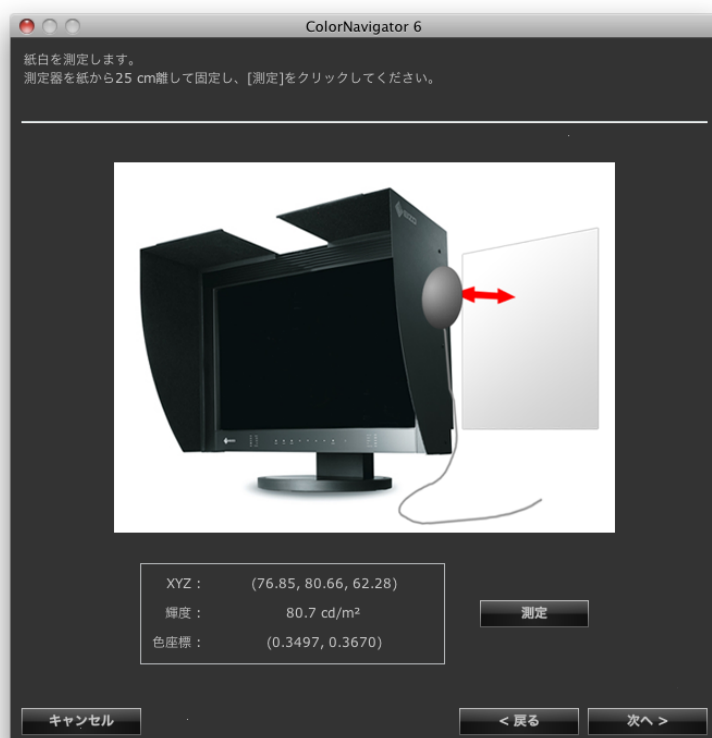 ColorNavigator 6
紙白を測定します。
測定器を紙から25 cm離して固定し、[測定]をクリックしてください。
EIZO
XYZ : (76.85, 80.66, 62.28)
輝度 : 80.7 cd/m²
色座標 : (0.3497, 0.3670)
測定
キャンセル
< 戻る
次へ >